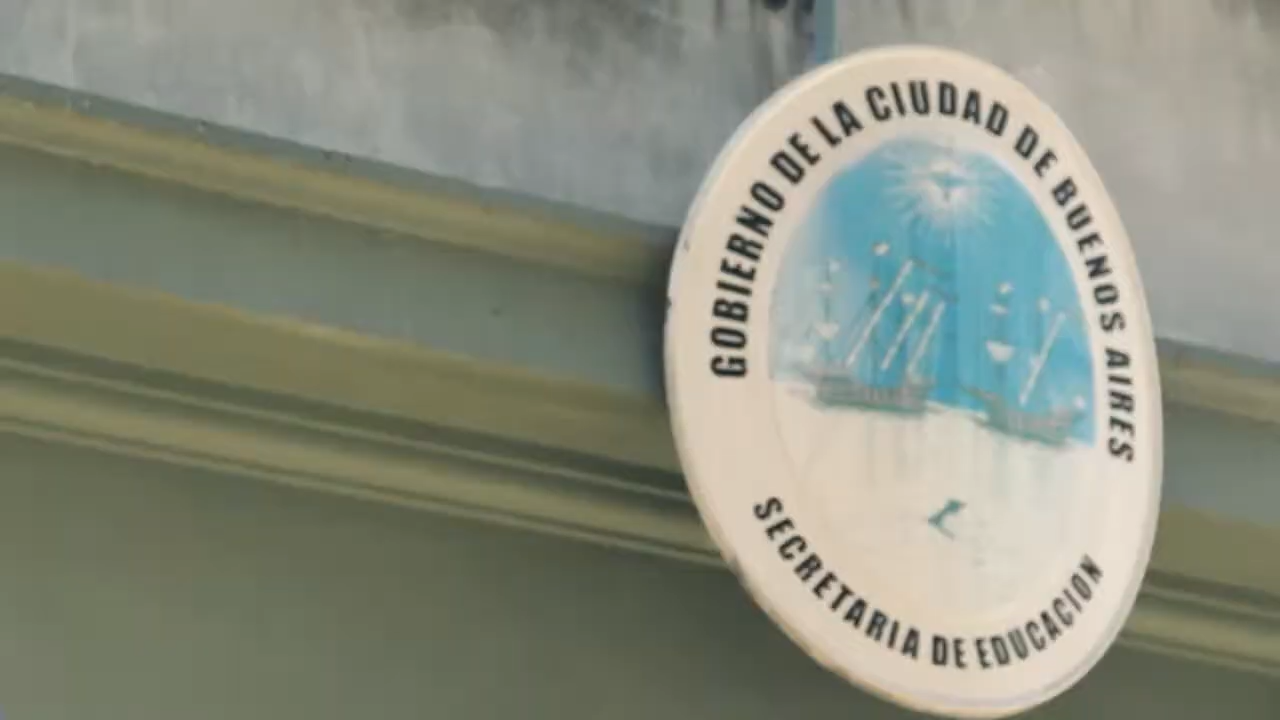 GOBIERNO DE LA CIUDAD DE BUENOS AIRES
SECRETARIA DE EDUCACION